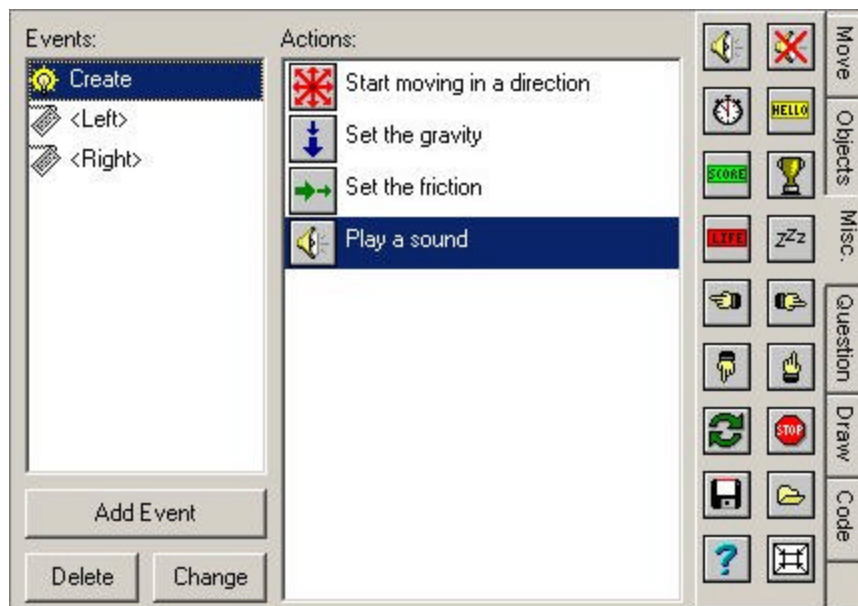 Events:
Create
<Left>
<Right>
Add Event
Delete
Change
Actions:
Start moving in a direction
Set the gravity
Set the friction
Play a sound
HELLO
SCORE
LIFE
zZz
STOP
?
Move
Objects
Misc.
Question
Draw
Code